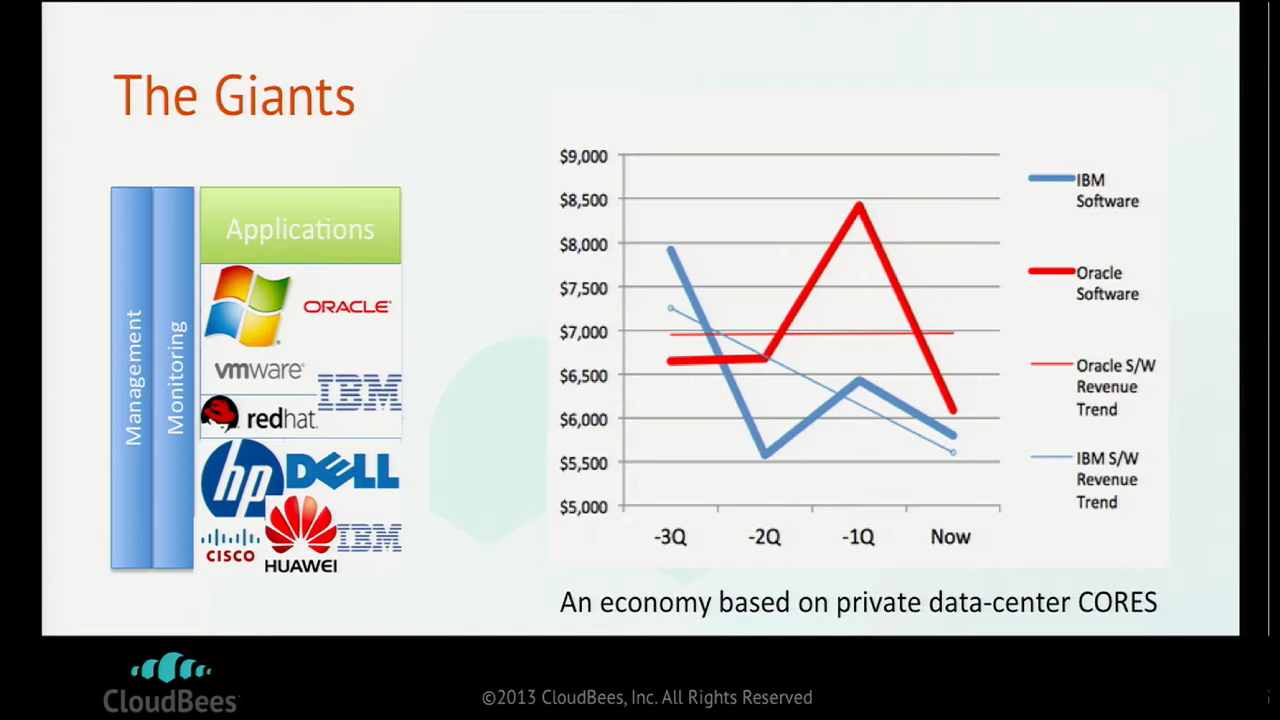 The Giants
Management
Monitoring
Applications
ORACLE
vmware
IBM
redhat.
hp
DELL
CISCO
HUAWEI
IBM
$9,000
$8,500
$8,000
$7,500
$7,000
$6,500
$6,000
$5,500
$5,000
-3Q
-2Q
-1Q
Now
IBM
Software
Oracle
Software
Oracle S/W
Revenue
Trend
IBM S/W
Revenue
Trend
An economy based on private data-center CORES
CloudBees
©2013 CloudBees, Inc. All Rights Reserved